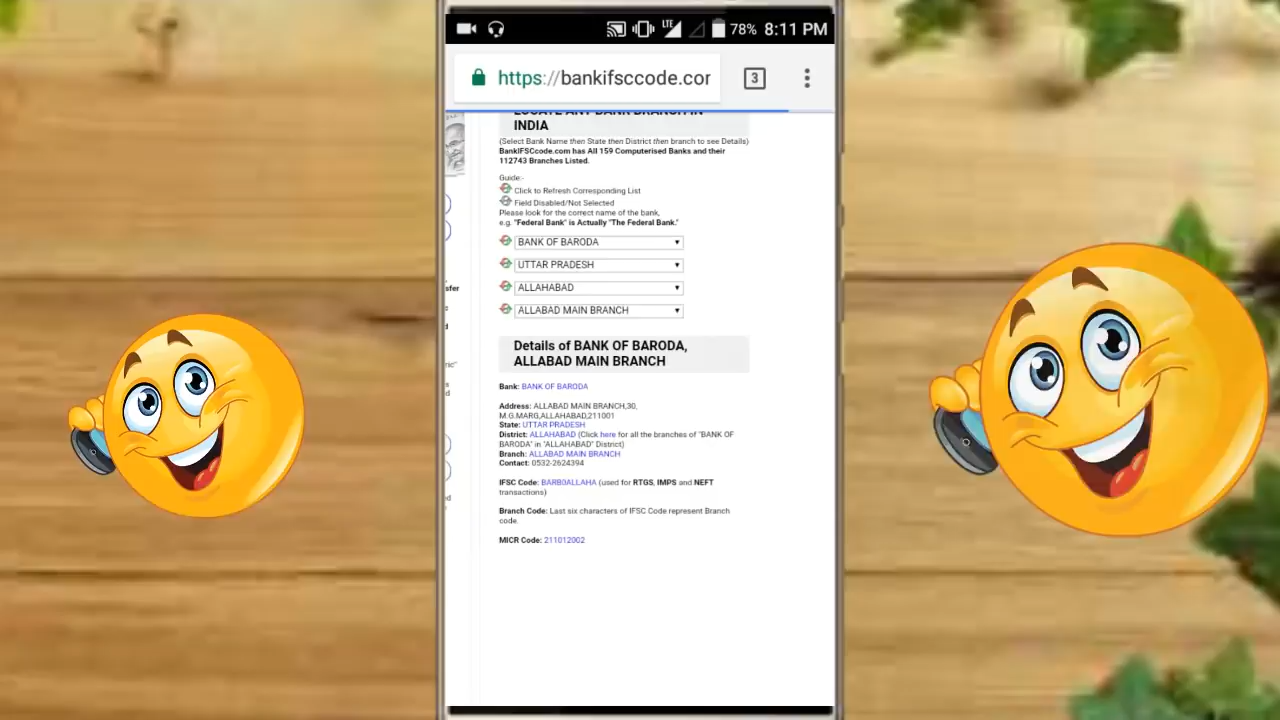 LTE 78% 8:11 PM
https://bankifsccode.cor 3
LOCATE ANY BANK BRANCH IN
INDIA
(Select Bank Name then State then District then branch to see Details)
BankIFSCcode.com has All 159 Computerised Banks and their
112743 Branches Listed.
Guide:-
Click to Refresh Corresponding List
Field Disabled/Not Selected
Please look for the correct name of the bank,
e.g. "Federal Bank" is Actually "The Federal Bank."
BANK OF BARODA
UTTAR PRADESH
ALLAHABAD
ALLABAD MAIN BRANCH
Details of BANK OF BARODA,
ALLABAD MAIN BRANCH
Bank: BANK OF BARODA
Address: ALLABAD MAIN BRANCH,30,
M.G.MARG,ALLAHABAD,211001
State: UTTAR PRADESH
District: ALLAHABAD (Click here for all the branches of "BANK OF
BARODA" in "ALLAHABAD" District)
Branch: ALLABAD MAIN BRANCH
Contact: 0532-2624394
IFSC Code: BARB0ALLAHA (used for RTGS, IMPS and NEFT
transactions)
Branch Code: Last six characters of IFSC Code represent Branch
code.
MICR Code: 211012002